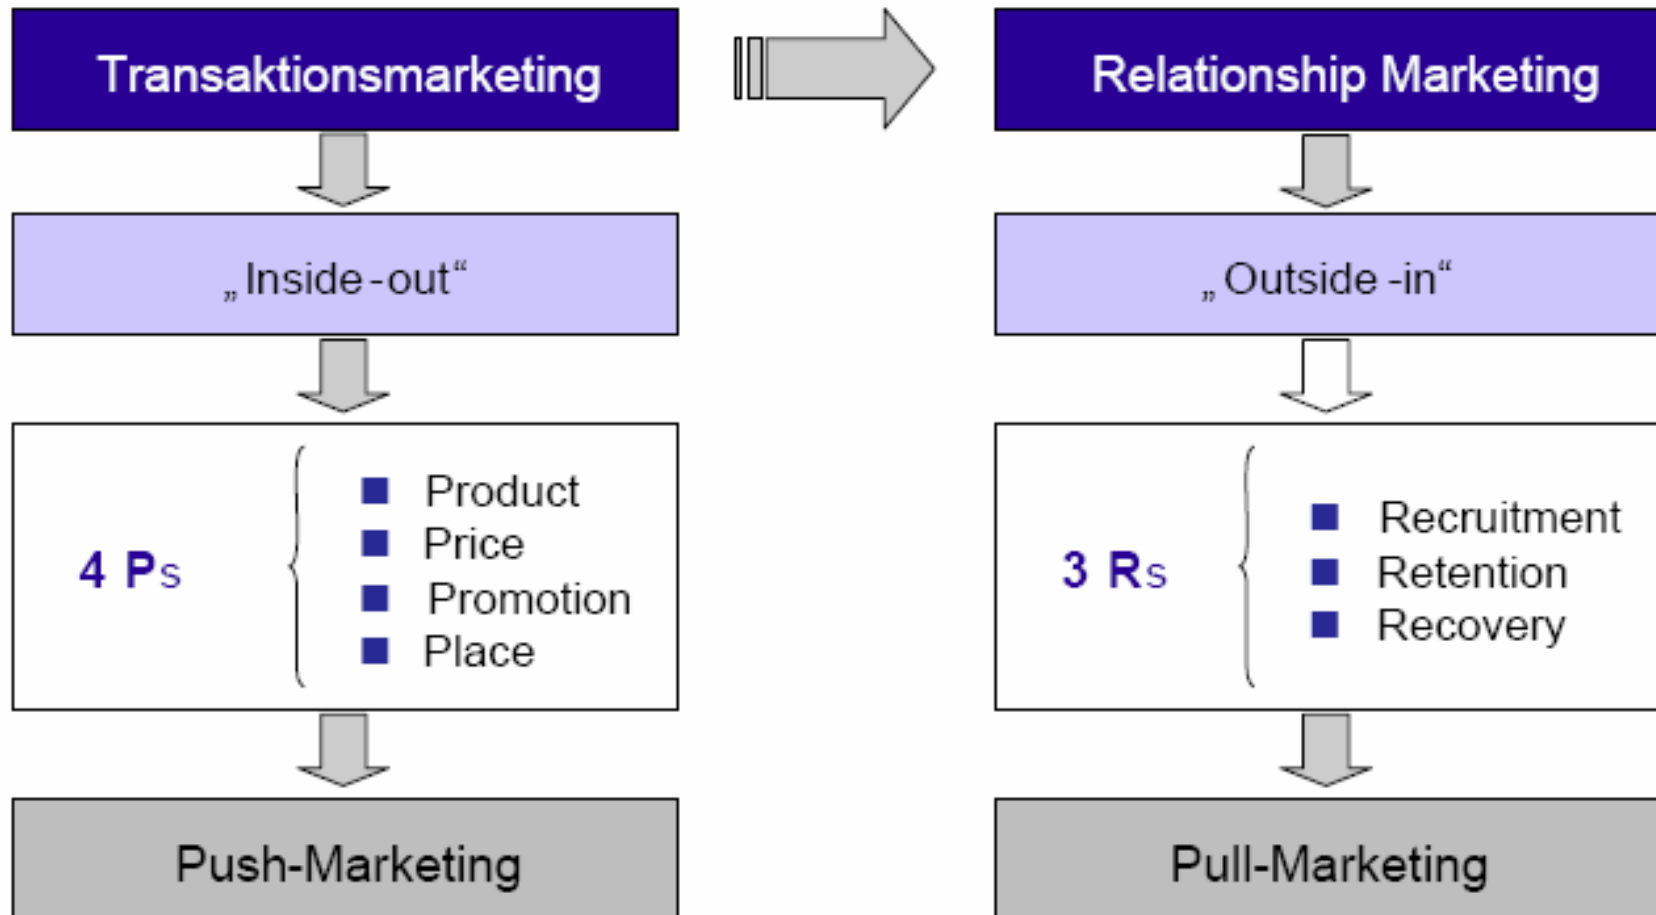 Transaktionsmarketing
Relationship Marketing
„Inside-out“
„Outside-in“
4 Ps
Product
Price
Promotion
Place
3 Rs
Recruitment
Retention
Recovery
Push-Marketing
Pull-Marketing